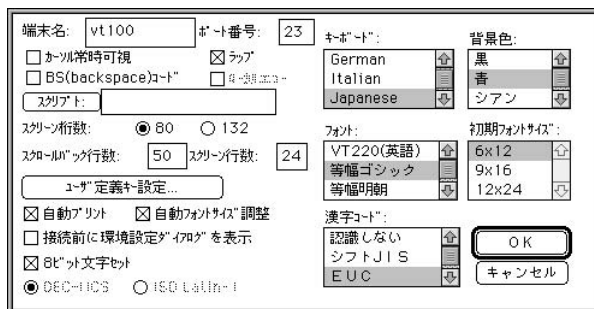 端末名: vt100
ﾎﾟｰﾄ番号: 23
ｶｰｿﾙ常時可視
ﾗｯﾌﾟ
BS(backspace)ｺｰﾄﾞ
ｽｸﾘﾌﾟﾄ:
ｽｸﾘｰﾝ桁数: 80 132
ｽｸﾛｰﾙﾊﾞｯｸ行数: 50 ｽｸﾘｰﾝ行数: 24
ﾕｰｻﾞ定義ｷｰ設定...
自動ﾌﾟﾘﾝﾄ
自動ﾌｫﾝﾄｻｲｽﾞ調整
接続前に環境設定ﾀﾞｲｱﾛｸﾞを表示
8ﾋﾞｯﾄ文字ｾｯﾄ
DEC-MCS
ISO Latin-1
ｷｰﾎﾞｰﾄﾞ:
German
Italian
Japanese
背景色:
黒
青
シアン
ﾌｫﾝﾄ:
VT220(英語)
等幅ゴシック
等幅明朝
初期ﾌｫﾝﾄｻｲｽﾞ:
6x12
9x16
12x24
漢字ｺｰﾄﾞ:
認識しない
シフトJIS
EUC
OK
キャンセル